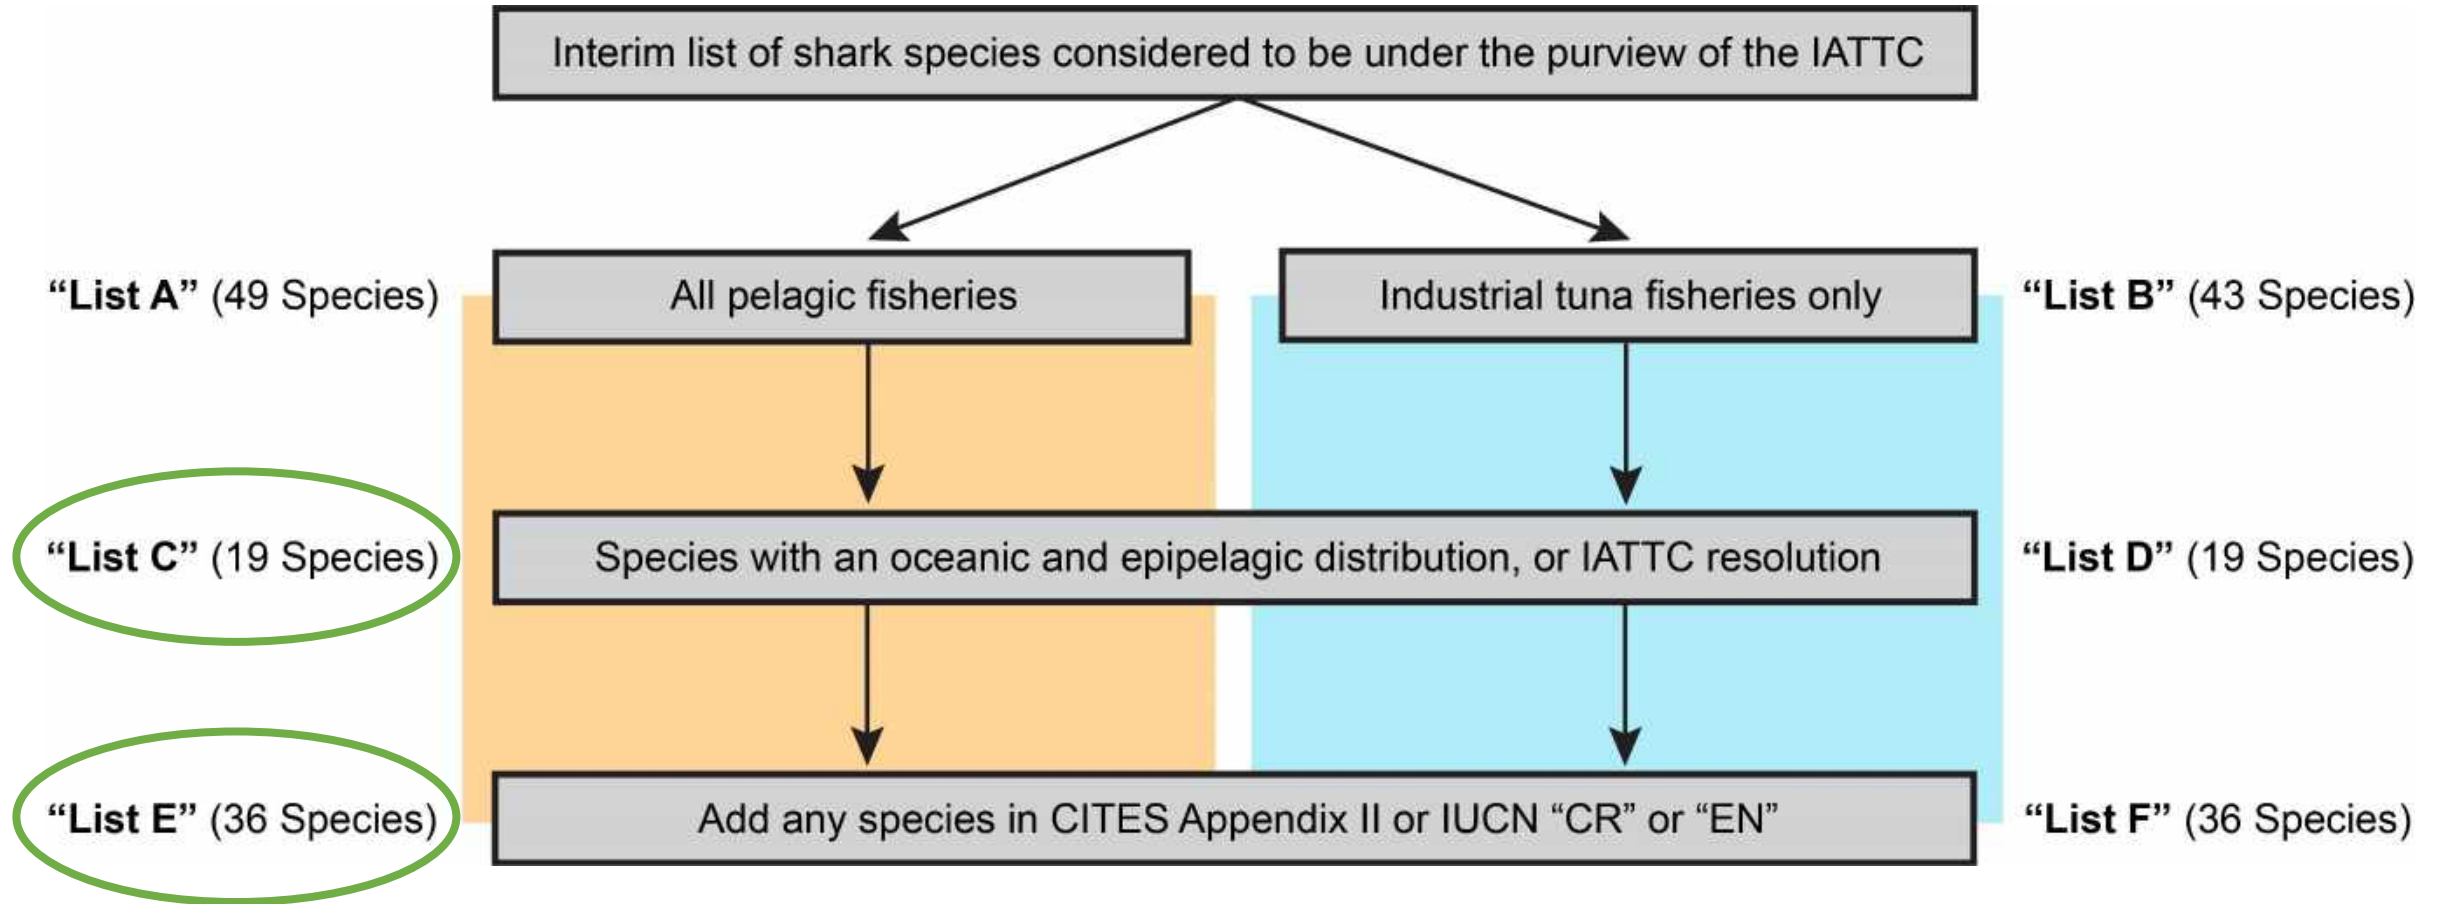 Interim list of shark species considered to be under the purview of the IATTC
“List A” (49 Species)
All pelagic fisheries
Industrial tuna fisheries only
“List B” (43 Species)
“List C” (19 Species)
Species with an oceanic and epipelagic distribution, or IATTC resolution
“List D” (19 Species)
“List E” (36 Species)
Add any species in CITES Appendix II or IUCN “CR” or “EN”
“List F” (36 Species)